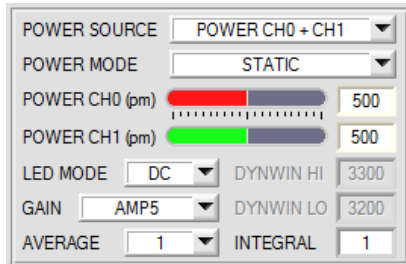 POWER SOURCE POWER CH0 + CH1
POWER MODE STATIC
POWER CH0 (pm) 500
POWER CH1 (pm) 500
LED MODE DC DYNWIN HI 3300
GAIN AMP5 DYNWIN LO 3200
AVERAGE 1 INTEGRAL 1